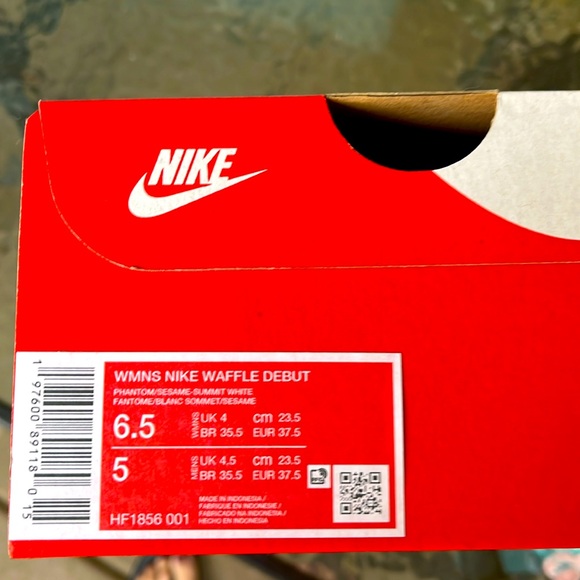 NIKE
WMNS NIKE WAFFLE DEBUT
PHANTOM/SESAME-SUMMIT WHITE
FANTOME/BLANC SOMMET/SESAME
6.5 WMNS UK 4 cm 23.5
BR 35.5 EUR 37.5
5 MENS UK 4,5 cm 23.5
BR 35.5 EUR 37.5
MADE IN INDONESIA/
FABRIQUE EN INDONESIE/
FABRICADO NA INDONESIA/
HECHO EN INDONESIA
HF1856 001
1 97600 89118 0 15